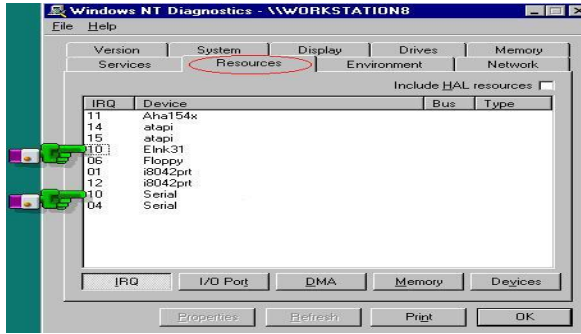 Windows NT Diagnostics - \\WORKSTATION8
File Help
Version System Display Drives Memory
Services Resources Environment Network
Include HAL resources
IRQ Device Bus Type
11 Aha154x
14 atapi
15 atapi
10 Elnk31
06 Floppy
01 i8042prt
12 i8042prt
10 Serial
04 Serial
IRQ I/O Port DMA Memory Devices
Properties Refresh Print OK